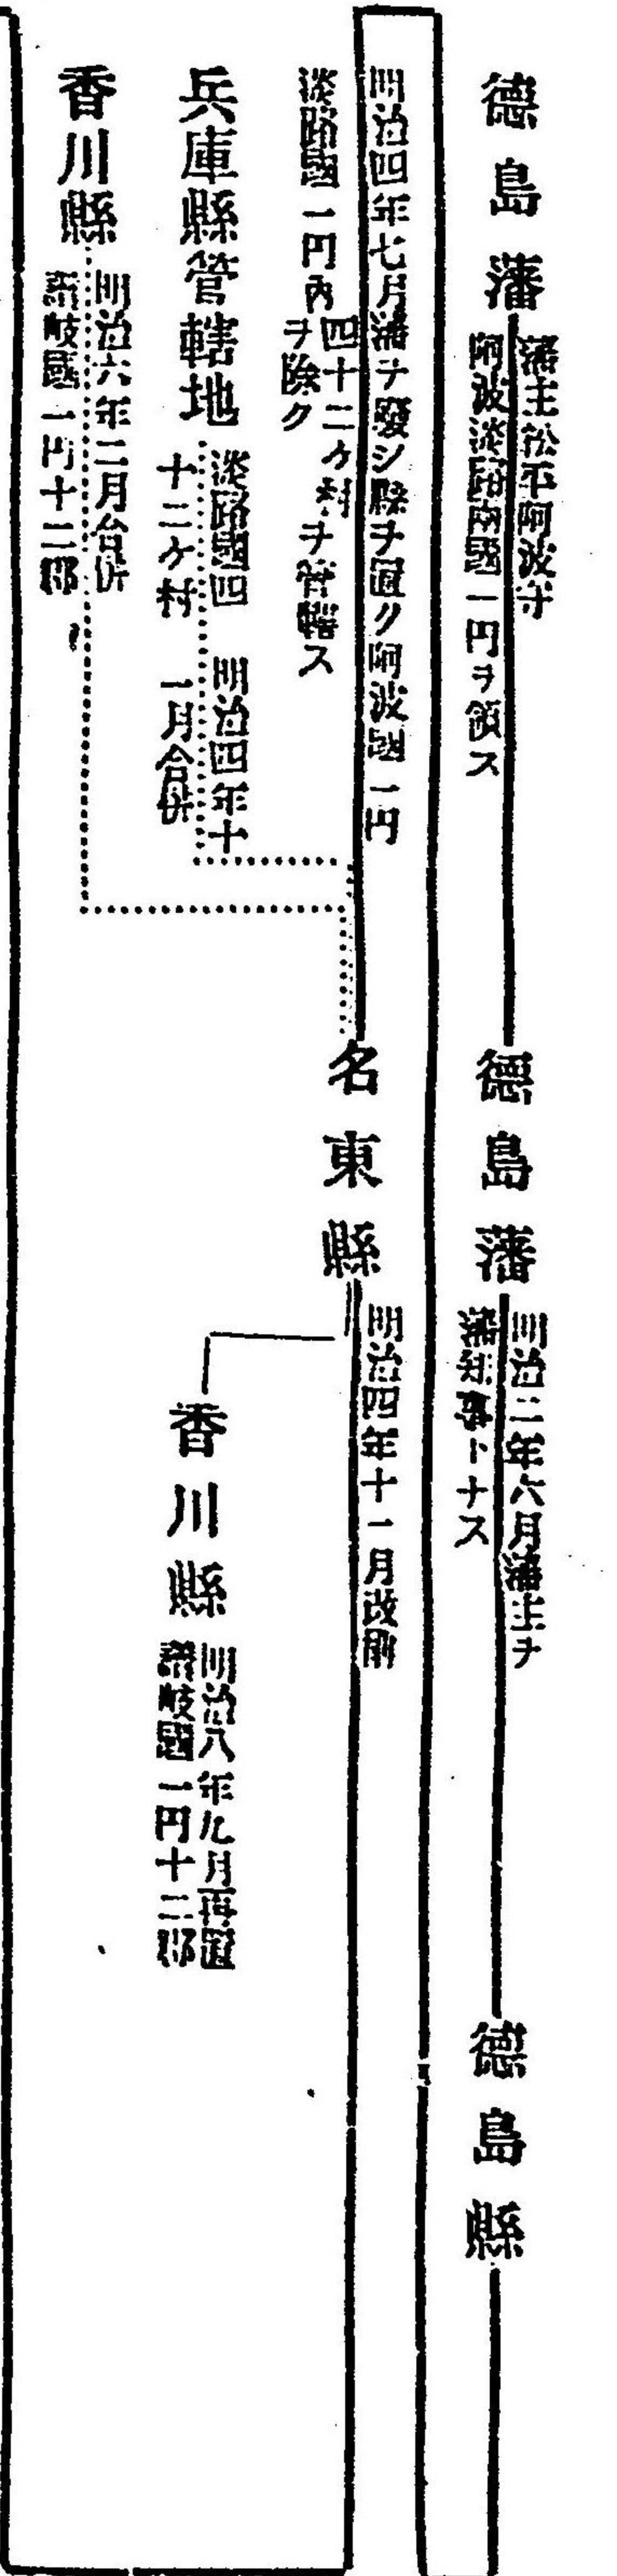 德島藩
藩主松平阿波守
阿波淡路兩國一円ヲ領ス
德島藩
明治二年六月藩主ヲ
藩知事トナス
德島縣
明治四年七月藩ヲ廢シ縣ヲ置ク阿波國一円
淡路國一円內四十二ケ村ヲ除クヲ管轄ス
名東縣
明治四年十一月改刷
兵庫縣管轄地
淡路國四
十二ケ村
明治四年十
一月合併
香川縣
明治八年九月再置
讚岐國一円十二郡
香川縣
明治六年二月合併
讚岐國一円十二郡